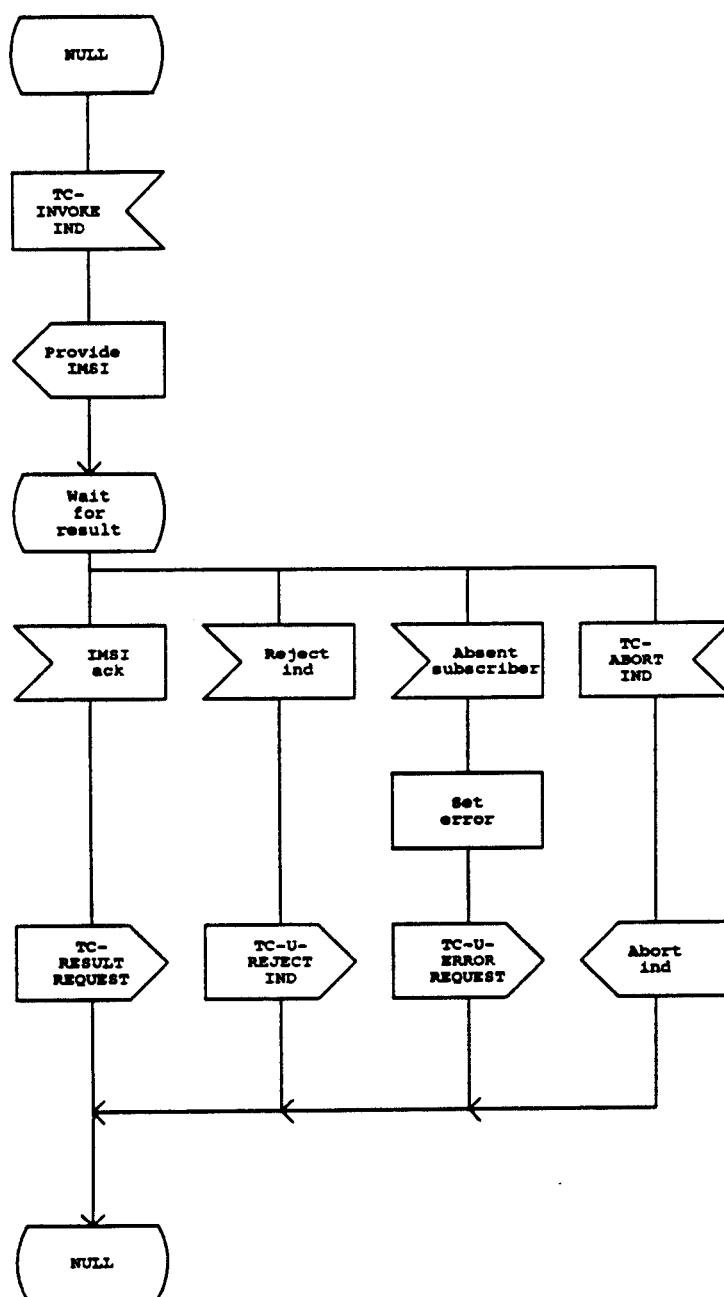 NULL
TC-
INVOKE
IND
Provide
IMSI
Wait
for
result
IMSI
ack
Reject
ind
Absent
subscriber
TC-
ABORT
IND
Set
error
TC-
RESULT
REQUEST
TC-U-
REJECT
IND
TC-U-
ERROR
REQUEST
Abort
ind
NULL